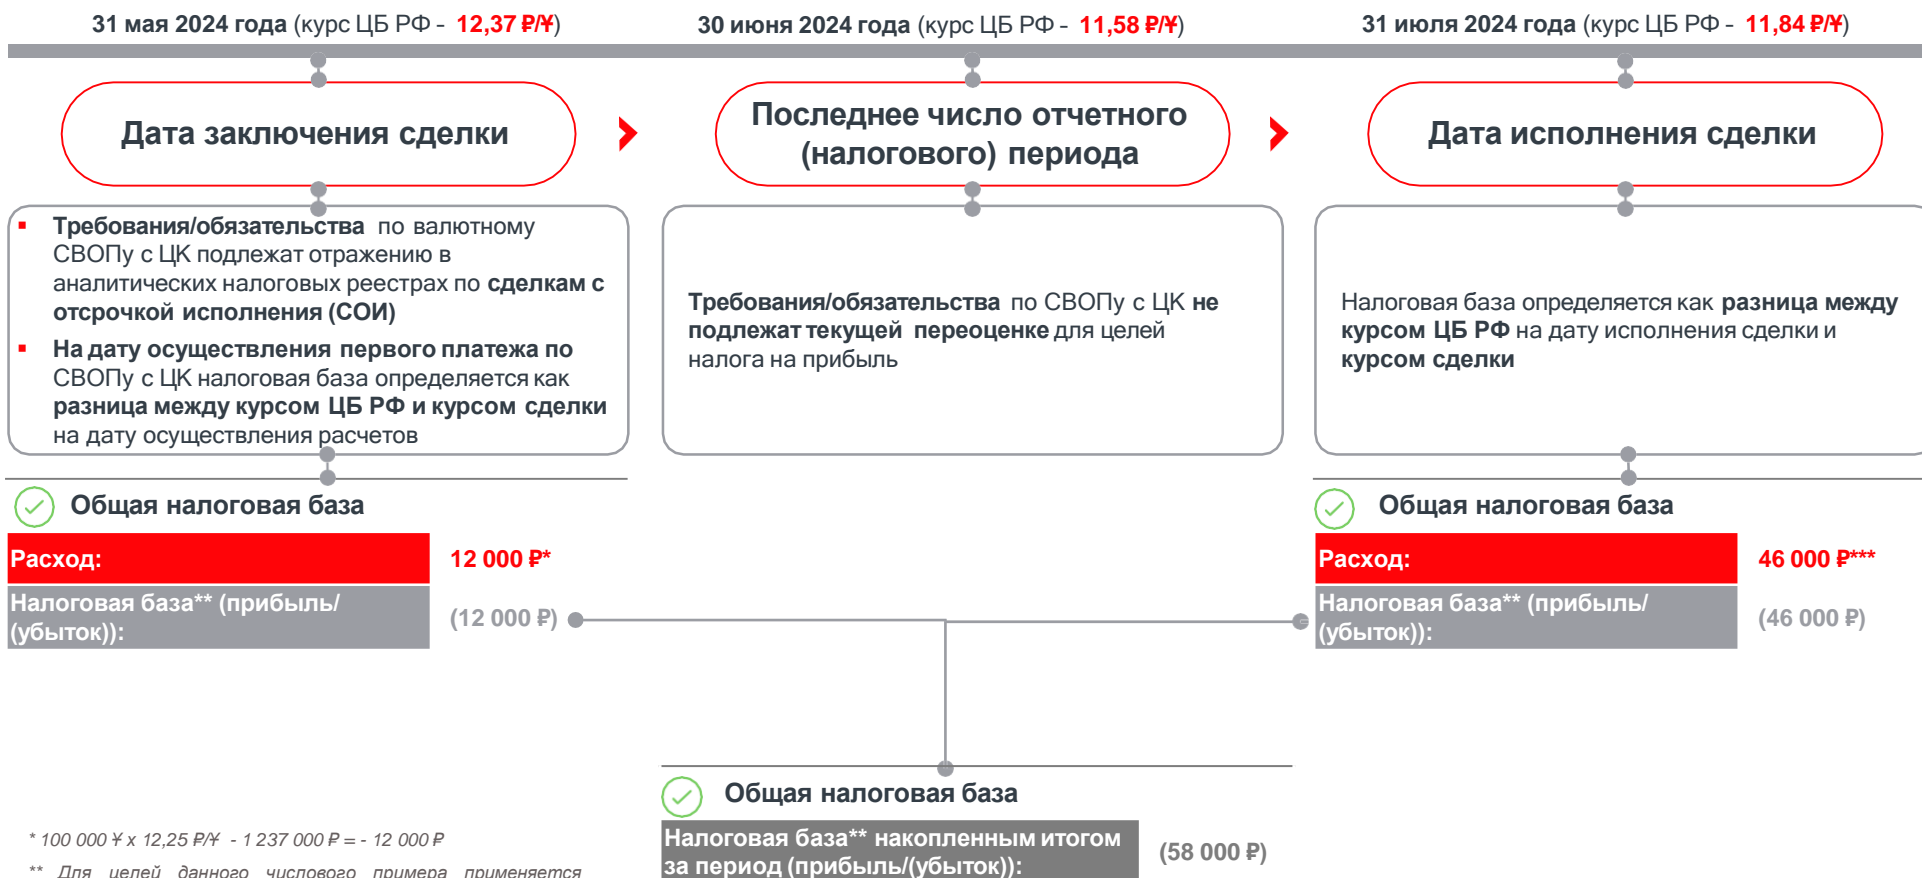 31 мая 2024 года (курс ЦБ РФ - 12,37 ₽/¥)
30 июня 2024 года (курс ЦБ РФ - 11,58 ₽/¥)
31 июля 2024 года (курс ЦБ РФ - 11,84 ₽/¥)
Дата заключения сделки
Последнее число отчетного
(налогового) периода
Дата исполнения сделки
▪ Требования/обязательства по валютному
СВОПу с ЦК подлежат отражению в
аналитических налоговых реестрах по сделкам с
отсрочкой исполнения (СОИ)
▪ На дату осуществления первого платежа по
СВОПу с ЦК налоговая база определяется как
разница между курсом ЦБ РФ и курсом сделки
на дату осуществления расчетов
Требования/обязательства по СВОПу с ЦК не
подлежат текущей переоценке для целей
налога на прибыль
Налоговая база определяется как разница между
курсом ЦБ РФ на дату исполнения сделки и
курсом сделки
Общая налоговая база
Расход: 12 000 ₽*
Налоговая база** (прибыль/
(убыток)): (12 000 ₽)
Общая налоговая база
Расход: 46 000 ₽***
Налоговая база** (прибыль/
(убыток)): (46 000 ₽)
Общая налоговая база
Налоговая база** накопленным итогом
за период (прибыль/(убыток)): (58 000 ₽)
* 100 000 ¥ x 12,25 ₽/¥ - 1 237 000 ₽ = - 12 000 ₽
** Для целей данного числового примера применяется